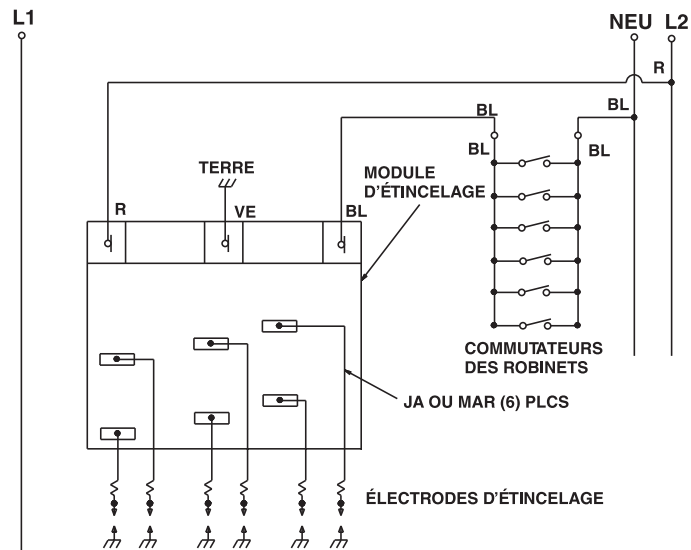 L1
NEU L2
R
BL
BL
BL
BL
TERRE
MODULE
D'ÉTINCELAGE
R
VE
BL
COMMUTATEURS
DES ROBINETS
JA OU MAR (6) PLCS
ÉLECTRODES D'ÉTINCELAGE